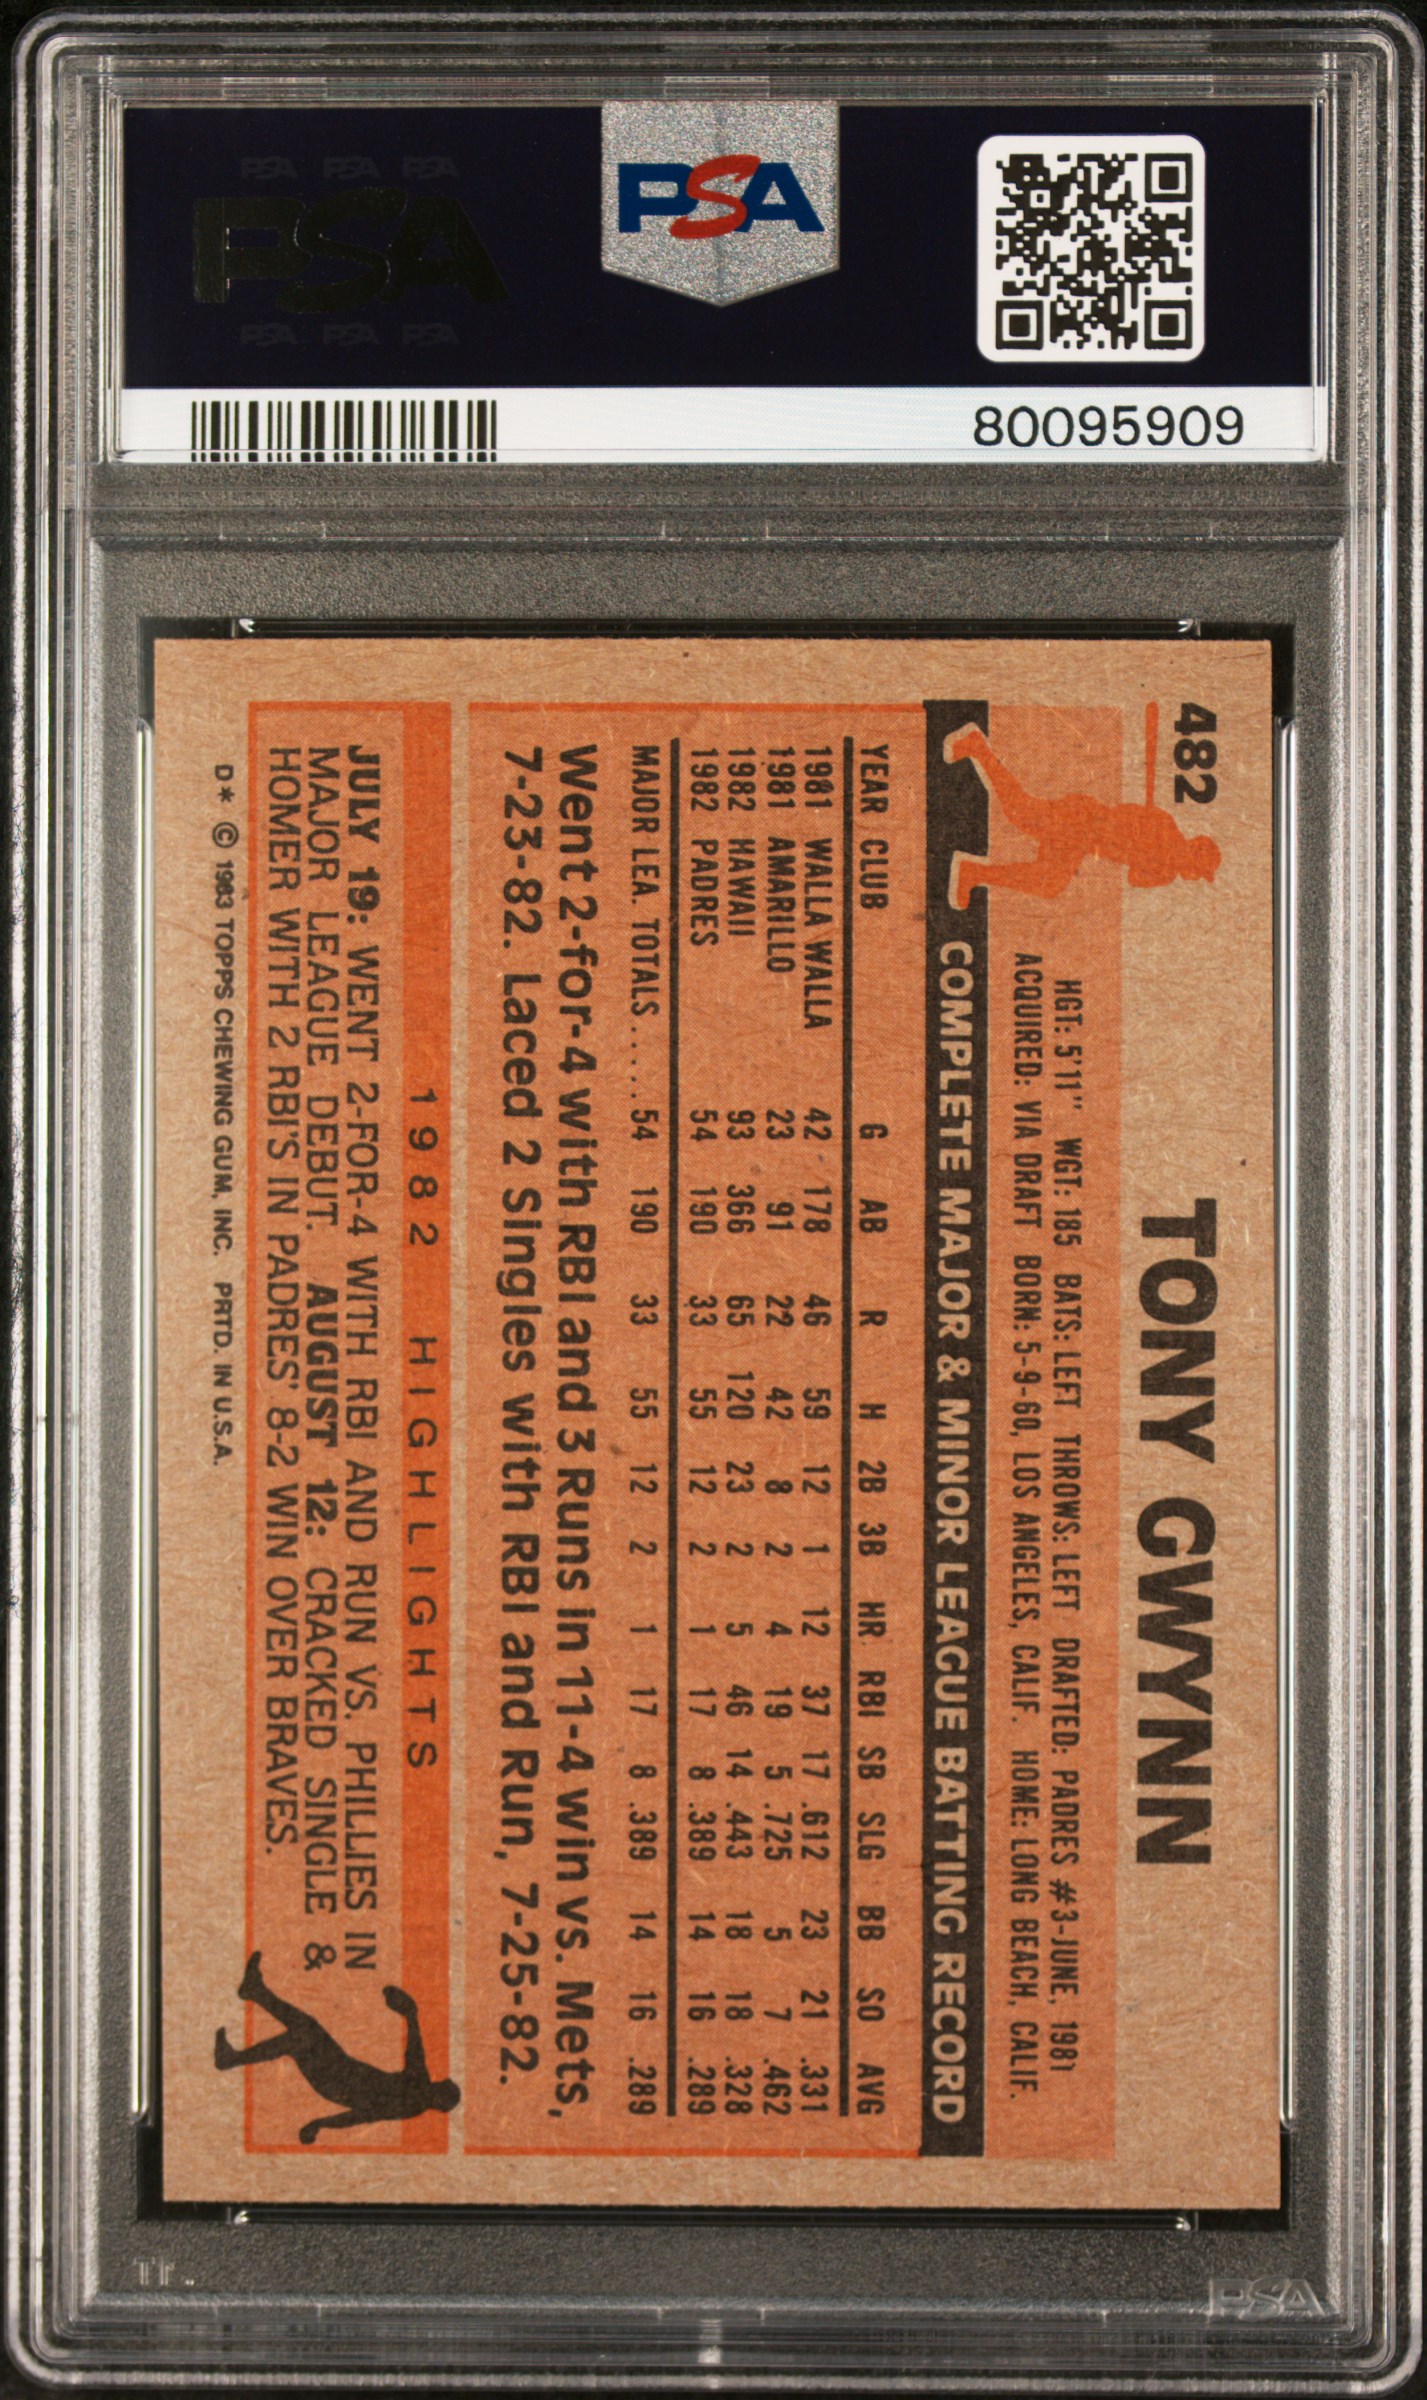 PSA PSA PSA
PSA
PSA PSA PSA
PSA
80095909
482
TONY GWYNN
HGT: 5'11" WGT: 185 BATS: LEFT THROWS: LEFT DRAFTED: PADRES #3-JUNE, 1981
ACQUIRED: VIA DRAFT BORN: 5-9-60, LOS ANGELES, CALIF. HOME: LONG BEACH, CALIF.
COMPLETE MAJOR & MINOR LEAGUE BATTING RECORD
YEAR CLUB G AB R H 2B 3B HR RBI SB SLG BB SO AVG
1981 WALLA WALLA 42 178 46 59 12 1 12 37 17 .612 23 21 .331
1981 AMARILLO 23 91 22 42 8 2 4 19 5 .725 5 7 .462
1982 HAWAII 93 366 65 120 23 2 5 46 14 .443 18 18 .328
1982 PADRES 54 190 33 55 12 2 1 17 8 .389 14 16 .289
MAJOR LEA. TOTALS ..... 54 190 33 55 12 2 1 17 8 .389 14 16 .289
Went 2-for-4 with RBI and 3 Runs in 11-4 win vs. Mets,
7-23-82. Laced 2 Singles with RBI and Run, 7-25-82.
1982 HIGHLIGHTS
JULY 19: WENT 2-FOR-4 WITH RBI AND RUN VS. PHILLIES IN
MAJOR LEAGUE DEBUT. AUGUST 12: CRACKED SINGLE &
HOMER WITH 2 RBI'S IN PADRES' 8-2 WIN OVER BRAVES.
D* © 1983 TOPPS CHEWING GUM, INC. PRTD. IN U.S.A.
PSA